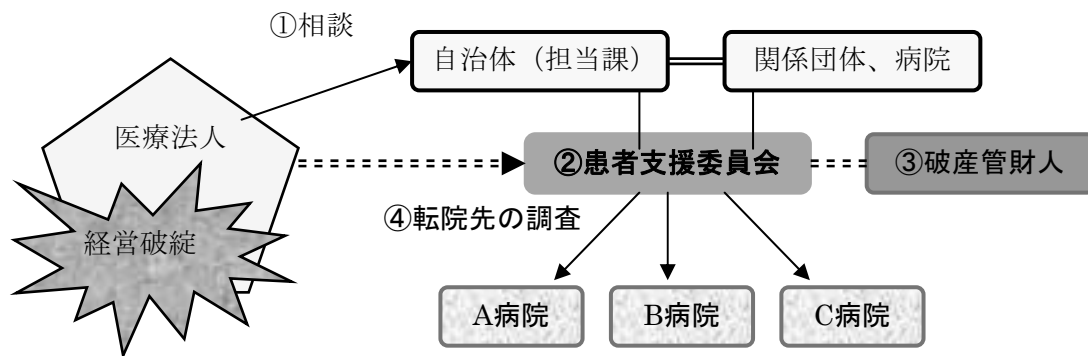 ①相談
自治体（担当課）
関係団体、病院
医療法人
②患者支援委員会
③破産管財人
④転院先の調査
経営破綻
A病院
B病院
C病院